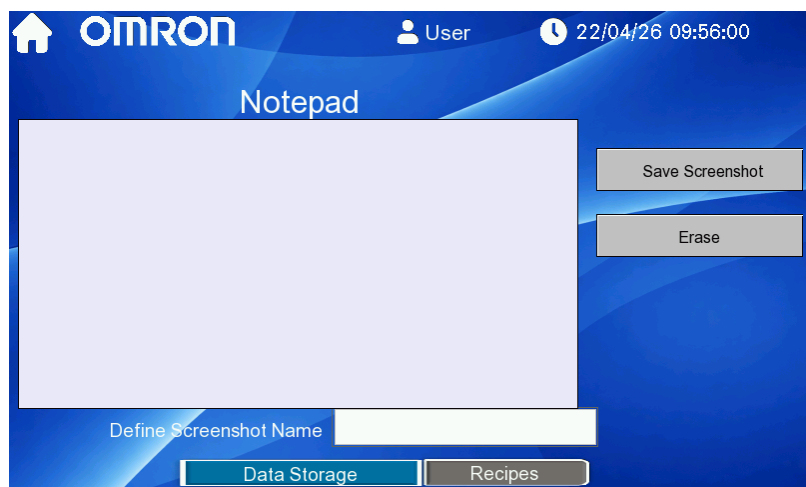 OMRON User 22/04/26 09:56:00
Notepad
Save Screenshot
Erase
Define Screenshot Name
Data Storage Recipes